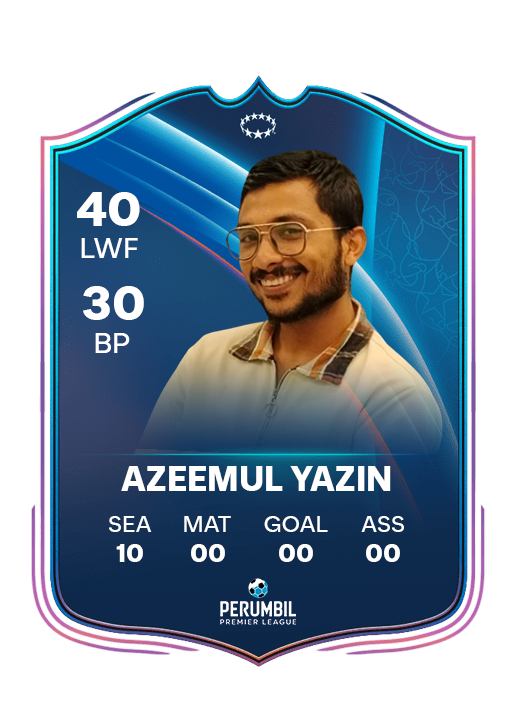 40
LWF
30
BP
AZEEMUL YAZIN
SEA MAT GOAL ASS
10 00 00 00
PERUMBIL
PREMIER LEAGUE